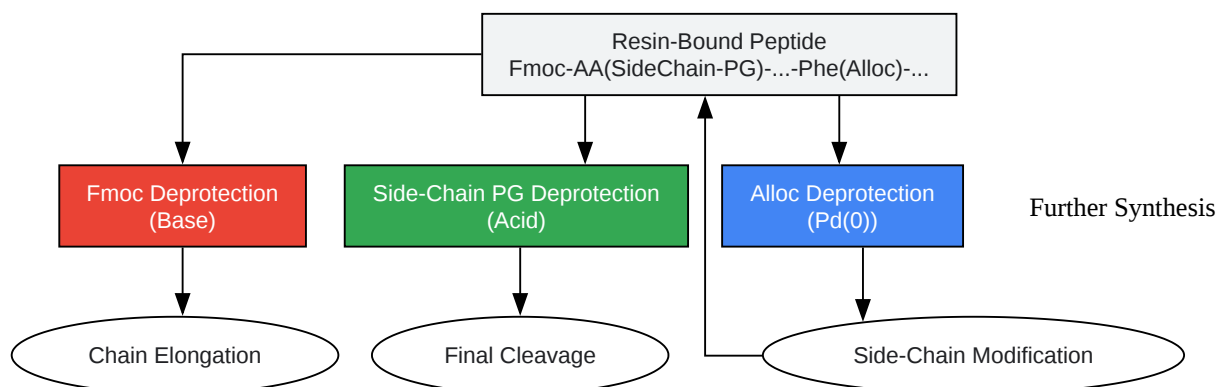 Resin-Bound Peptide
Fmoc-AA(SideChain-PG)-...-Phe(Alloc)-...
Fmoc Deprotection
(Base)
Side-Chain PG Deprotection
(Acid)
Alloc Deprotection
(Pd(0))
Further Synthesis
Chain Elongation
Final Cleavage
Side-Chain Modification